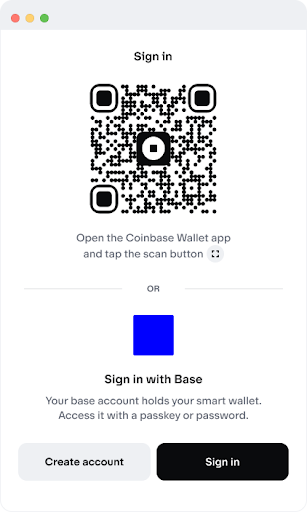 Sign in
Open the Coinbase Wallet app
and tap the scan button
OR
Sign in with Base
Your base account holds your smart wallet.
Access it with a passkey or password.
Create account
Sign in